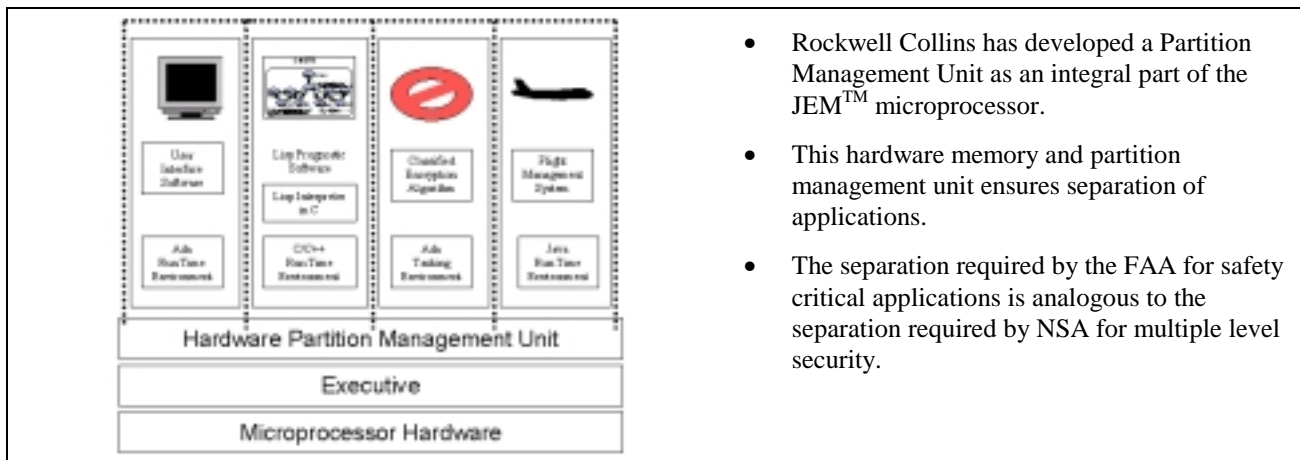 User
Interface
Software
Ada
Run Time
Environment
Lisp Prognostic
Software
Lisp Interpreter
in C
C/C++
Run Time
Environment
Classified
Encryption
Algorithm
Ada
Tasking
Environment
Flight
Management
System
Java
Run Time
Environment
Hardware Partition Management Unit
Executive
Microprocessor Hardware
• Rockwell Collins has developed a Partition
Management Unit as an integral part of the
JEM™ microprocessor.
• This hardware memory and partition
management unit ensures separation of
applications.
• The separation required by the FAA for safety
critical applications is analogous to the
separation required by NSA for multiple level
security.